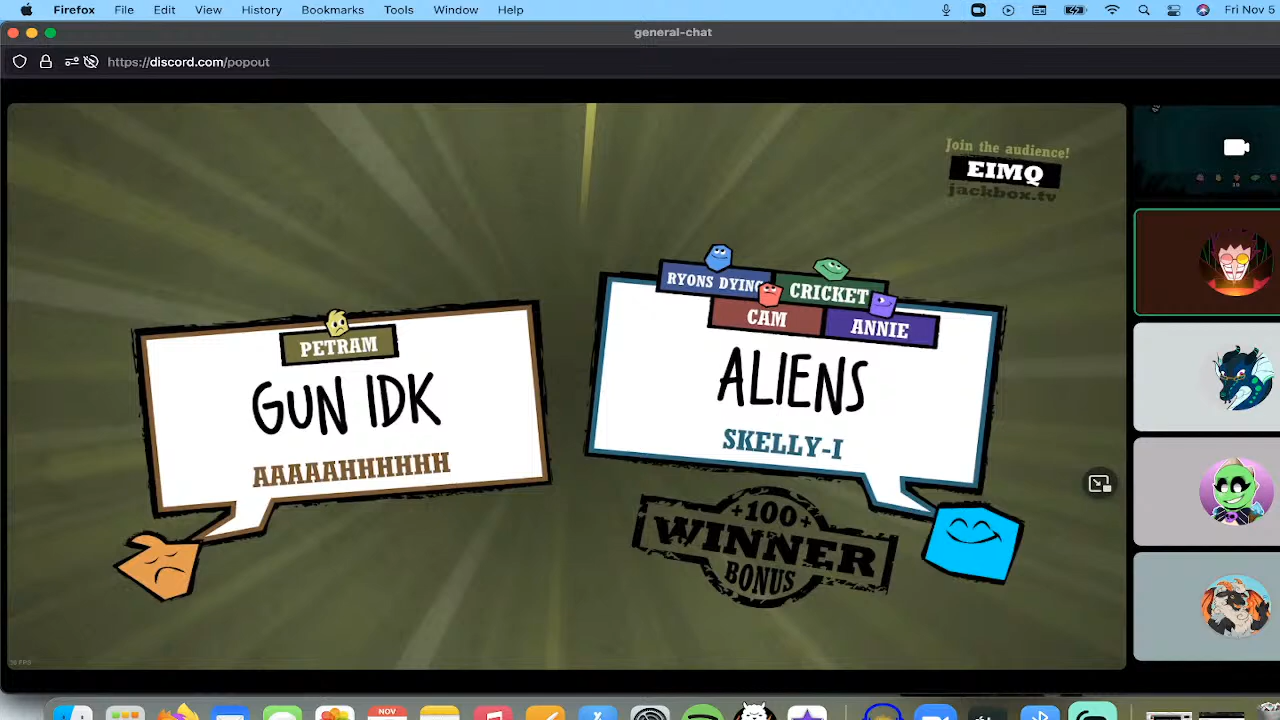 Firefox File Edit View History Bookmarks Tools Window Help Fri Nov 5
general-chat
https://discord.com/popout
Join the audience!
EIMQ
jackbox.tv
RYONS DYING
CRICKET
CAM
ANNIE
PETRAM
GUN IDK
AAAAAHHHHHH
ALIENS
SKELLY-I
+100+
WINNER
BONUS
NOV